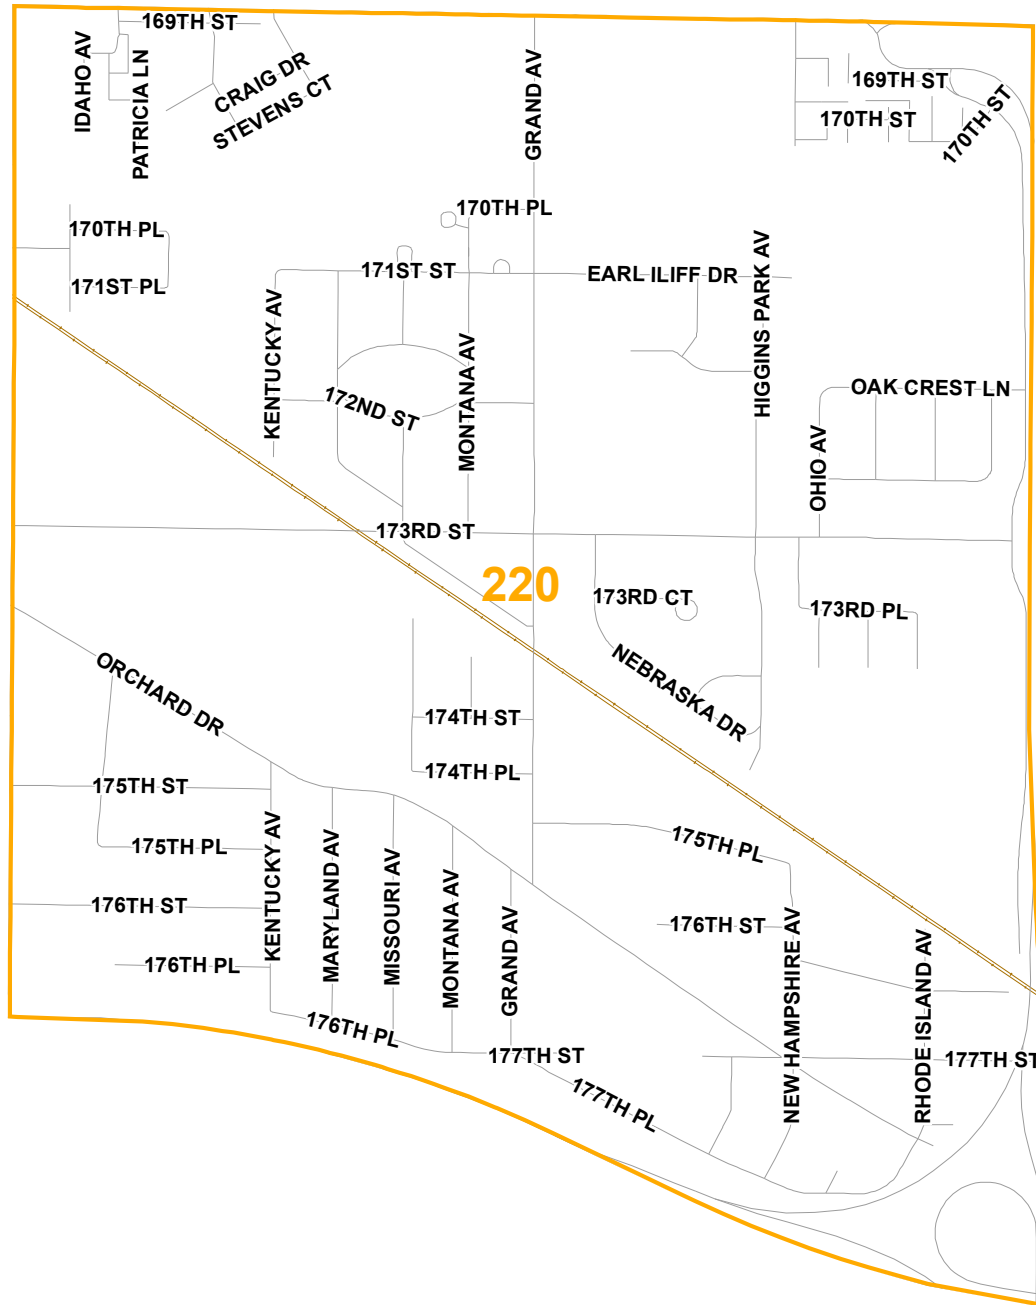 169TH ST
IDAHO AV
PATRICIA LN
CRAIG DR
STEVENS CT
GRAND AV
169TH ST
170TH ST
170TH ST
170TH PL
170TH PL
171ST PL
171ST ST
EARL ILIFF DR
HIGGINS PARK AV
KENTUCKY AV
MONTANA AV
172ND ST
OAK CREST LN
OHIO AV
173RD ST
220
173RD CT
173RD PL
NEBRASKA DR
ORCHARD DR
174TH ST
174TH PL
175TH ST
175TH PL
175TH PL
KENTUCKY AV
MARYLAND AV
MISSOURI AV
MONTANA AV
GRAND AV
176TH ST
176TH ST
176TH PL
NEW HAMPSHIRE AV
RHODE ISLAND AV
176TH PL
177TH ST
177TH ST
177TH PL